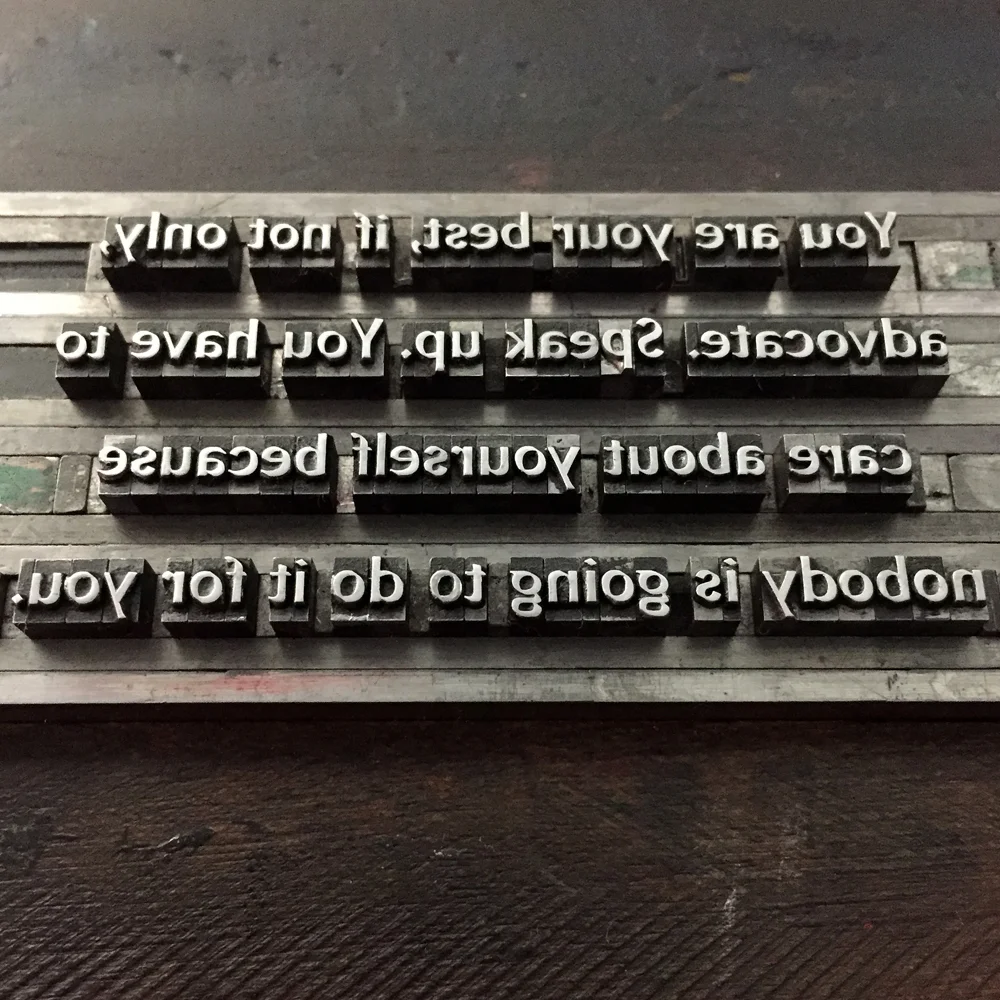 You are your best, if not only,
advocate. Speak up. You have to
care about yourself because
nobody is going to do it for you.